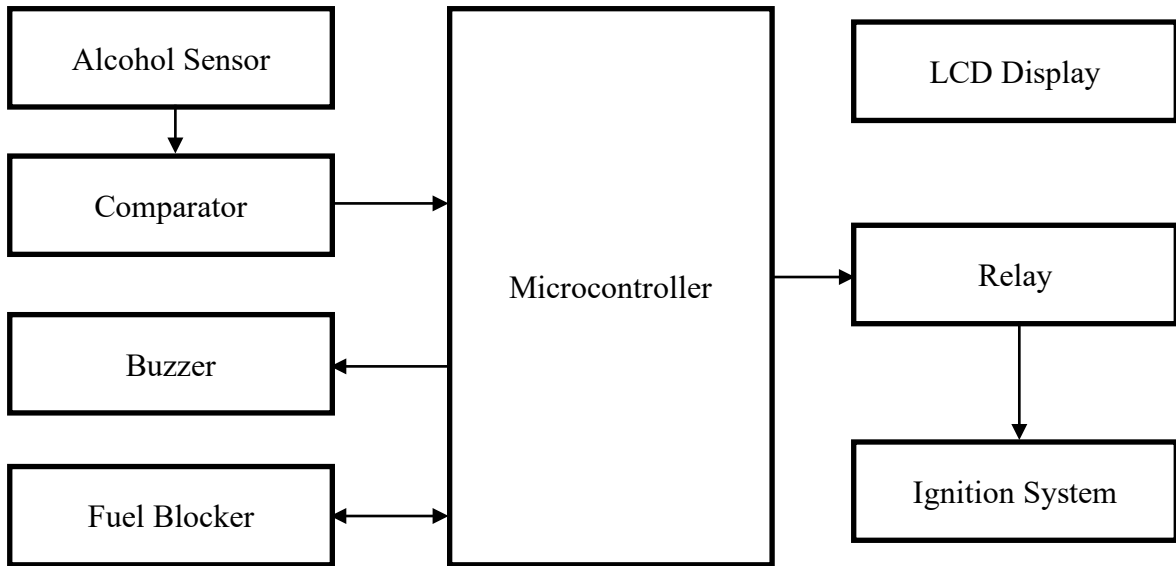 Alcohol Sensor
LCD Display
Comparator
Microcontroller
Relay
Buzzer
Fuel Blocker
Ignition System